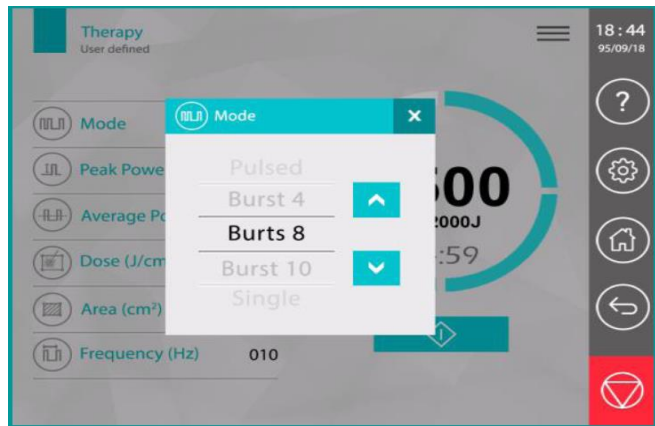 Therapy
User defined
18:44
95/09/18
?
Mode
Mode
×
Pulsed
Burst 4
Burts 8
Burst 10
Single
Peak Powe
Average Po
Dose (J/cm
Area (cm²)
Frequency (Hz) 010
00
2000J
:59